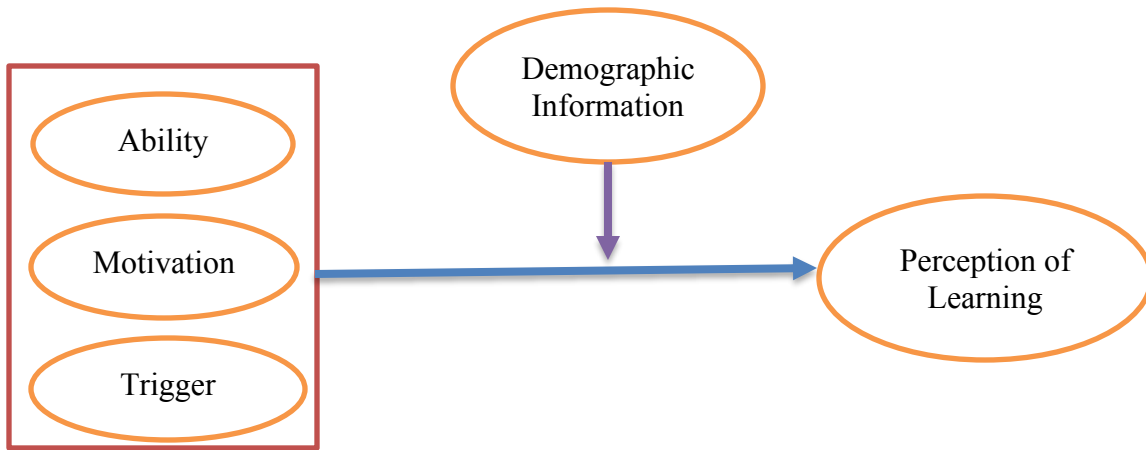 Demographic
Information
Ability
Motivation
Trigger
Perception of
Learning